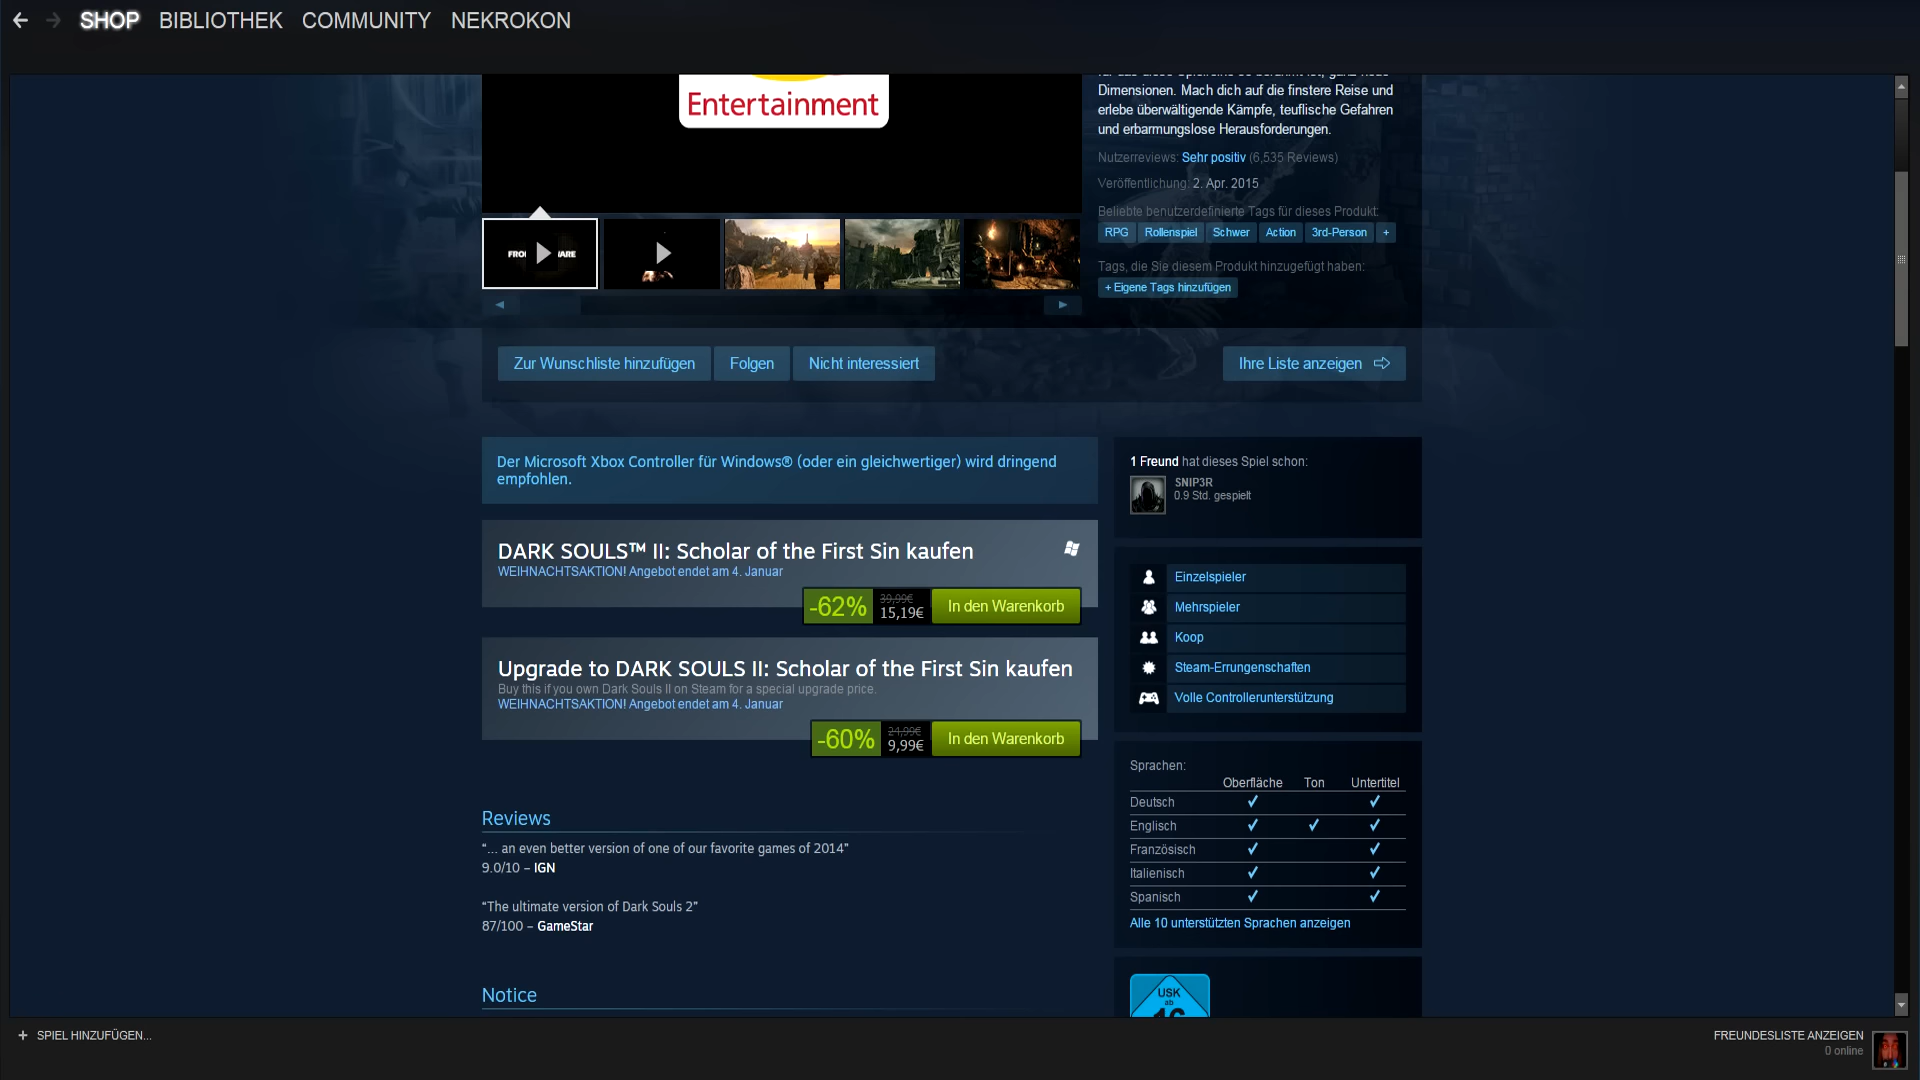 SHOP BIBLIOTHEK COMMUNITY NEKROKON
Entertainment
Dimensionen. Mach dich auf die finstere Reise und
erlebe überwältigende Kämpfe, teuflische Gefahren
und erbarmungslose Herausforderungen.
Nutzerreviews: Sehr positiv (6,535 Reviews)
Veröffentlichung: 2. Apr. 2015
Beliebte benutzerdefinierte Tags für dieses Produkt:
RPG Rollenspiel Schwer Action 3rd-Person +
Tags, die Sie diesem Produkt hinzugefügt haben:
+ Eigene Tags hinzufügen
Zur Wunschliste hinzufügen Folgen Nicht interessiert Ihre Liste anzeigen
Der Microsoft Xbox Controller für Windows® (oder ein gleichwertiger) wird dringend
empfohlen.
DARK SOULS™ II: Scholar of the First Sin kaufen
WEIHNACHTSAKTION! Angebot endet am 4. Januar
-62% 39,99€ 15,19€ In den Warenkorb
Upgrade to DARK SOULS II: Scholar of the First Sin kaufen
Buy this if you own Dark Souls II on Steam for a special upgrade price.
WEIHNACHTSAKTION! Angebot endet am 4. Januar
-60% 24,99€ 9,99€ In den Warenkorb
Reviews
“... an even better version of one of our favorite games of 2014”
9.0/10 – IGN
“The ultimate version of Dark Souls 2”
87/100 – GameStar
Notice
1 Freund hat dieses Spiel schon:
SNIP3R
0.9 Std. gespielt
Einzelspieler
Mehrspieler
Koop
Steam-Errungenschaften
Volle Controllerunterstützung
Sprachen:
Oberfläche Ton Untertitel
Deutsch
Englisch
Französisch
Italienisch
Spanisch
Alle 10 unterstützten Sprachen anzeigen
USK
ab
16
+ SPIEL HINZUFÜGEN...
FREUNDESLISTE ANZEIGEN
0 online